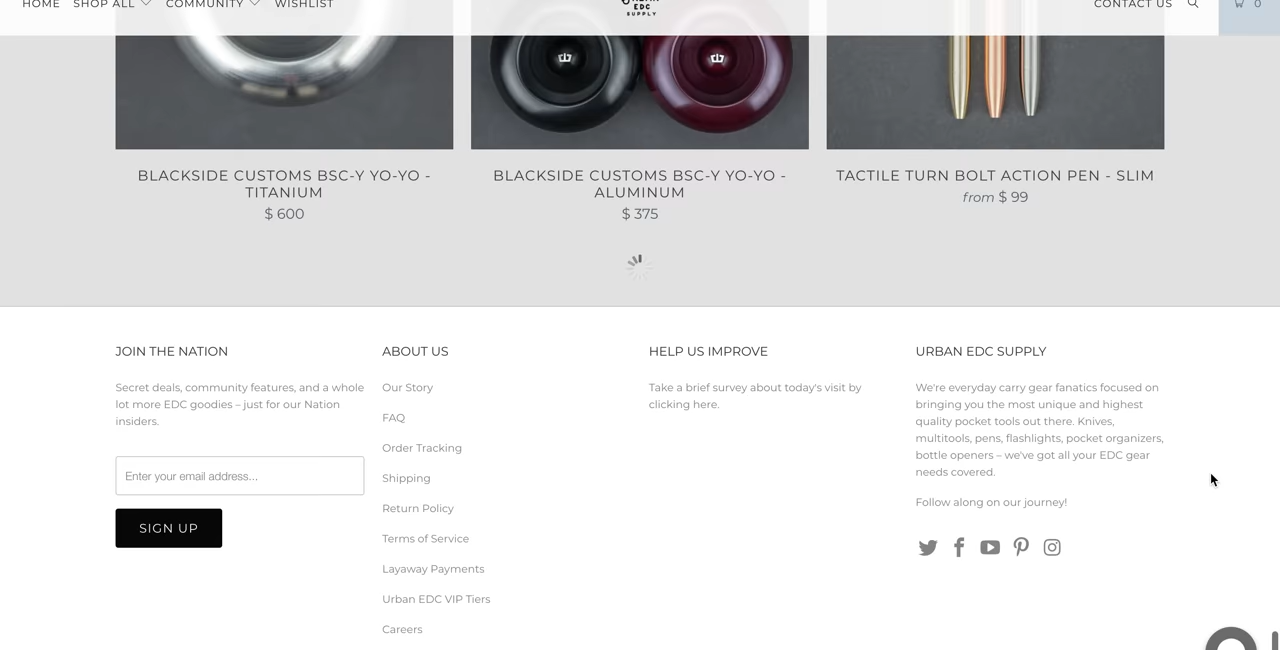 HOME SHOP ALL COMMUNITY WISHLIST
EDC
SUPPLY
CONTACT US
0
BLACKSIDE CUSTOMS BSC-Y YO-YO -
TITANIUM
$ 600
BLACKSIDE CUSTOMS BSC-Y YO-YO -
ALUMINUM
$ 375
TACTILE TURN BOLT ACTION PEN - SLIM
from $ 99
JOIN THE NATION
Secret deals, community features, and a whole
lot more EDC goodies – just for our Nation
insiders.
Enter your email address...
SIGN UP
ABOUT US
Our Story
FAQ
Order Tracking
Shipping
Return Policy
Terms of Service
Layaway Payments
Urban EDC VIP Tiers
Careers
HELP US IMPROVE
Take a brief survey about today's visit by
clicking here.
URBAN EDC SUPPLY
We're everyday carry gear fanatics focused on
bringing you the most unique and highest
quality pocket tools out there. Knives,
multitools, pens, flashlights, pocket organizers,
bottle openers – we've got all your EDC gear
needs covered.
Follow along on our journey!